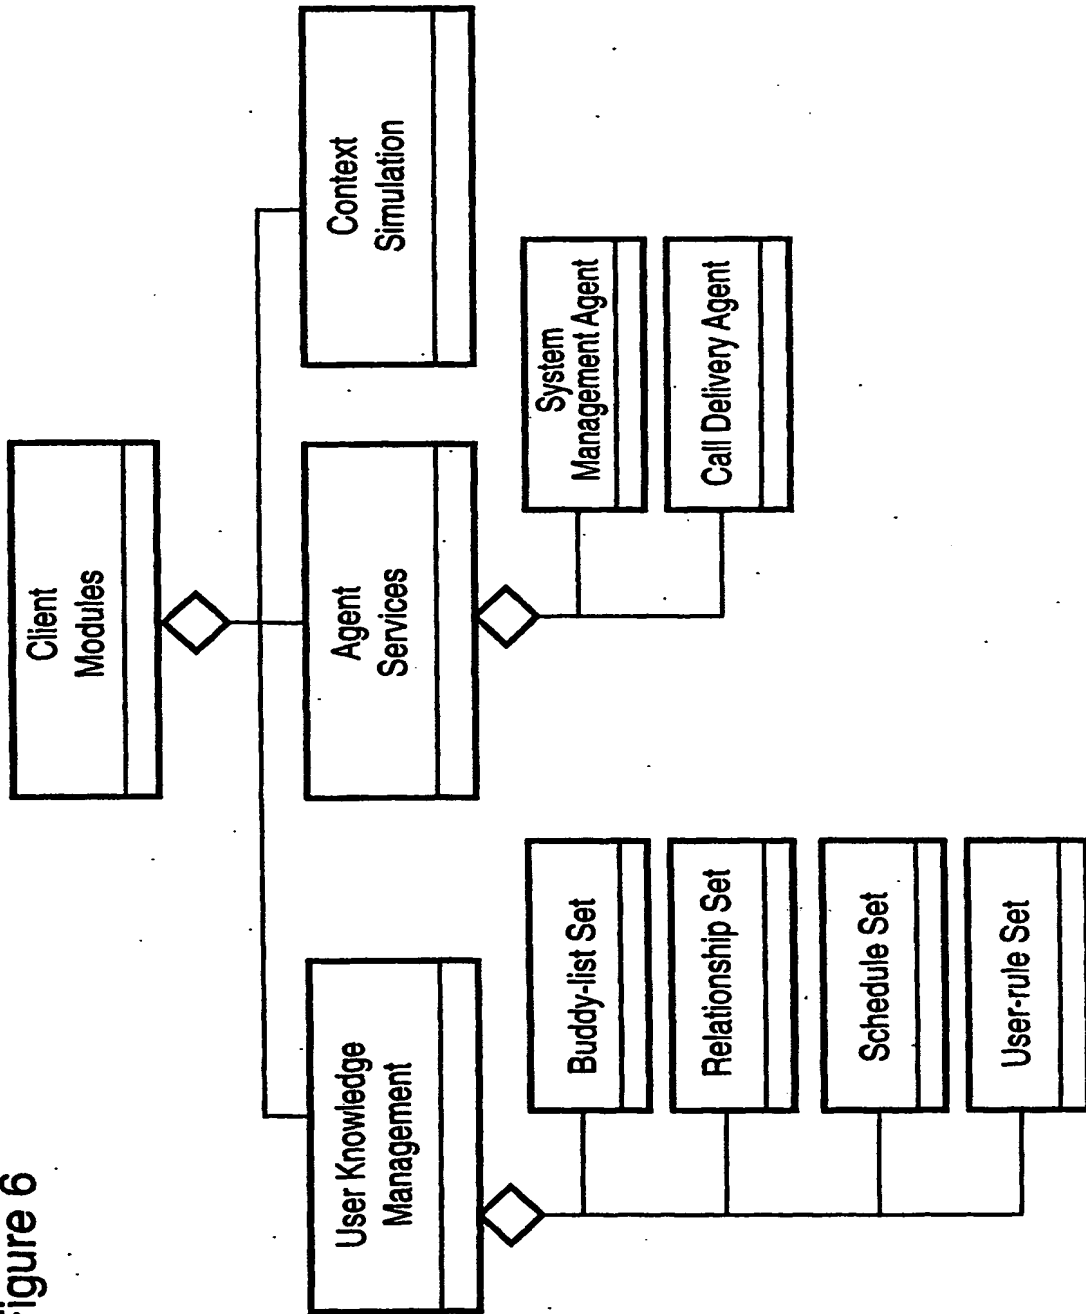 Figure 6
Client
Modules
User Knowledge
Management
Agent
Services
Context
Simulation
Buddy-list Set
Relationship Set
Schedule Set
User-rule Set
System
Management Agent
Call Delivery Agent